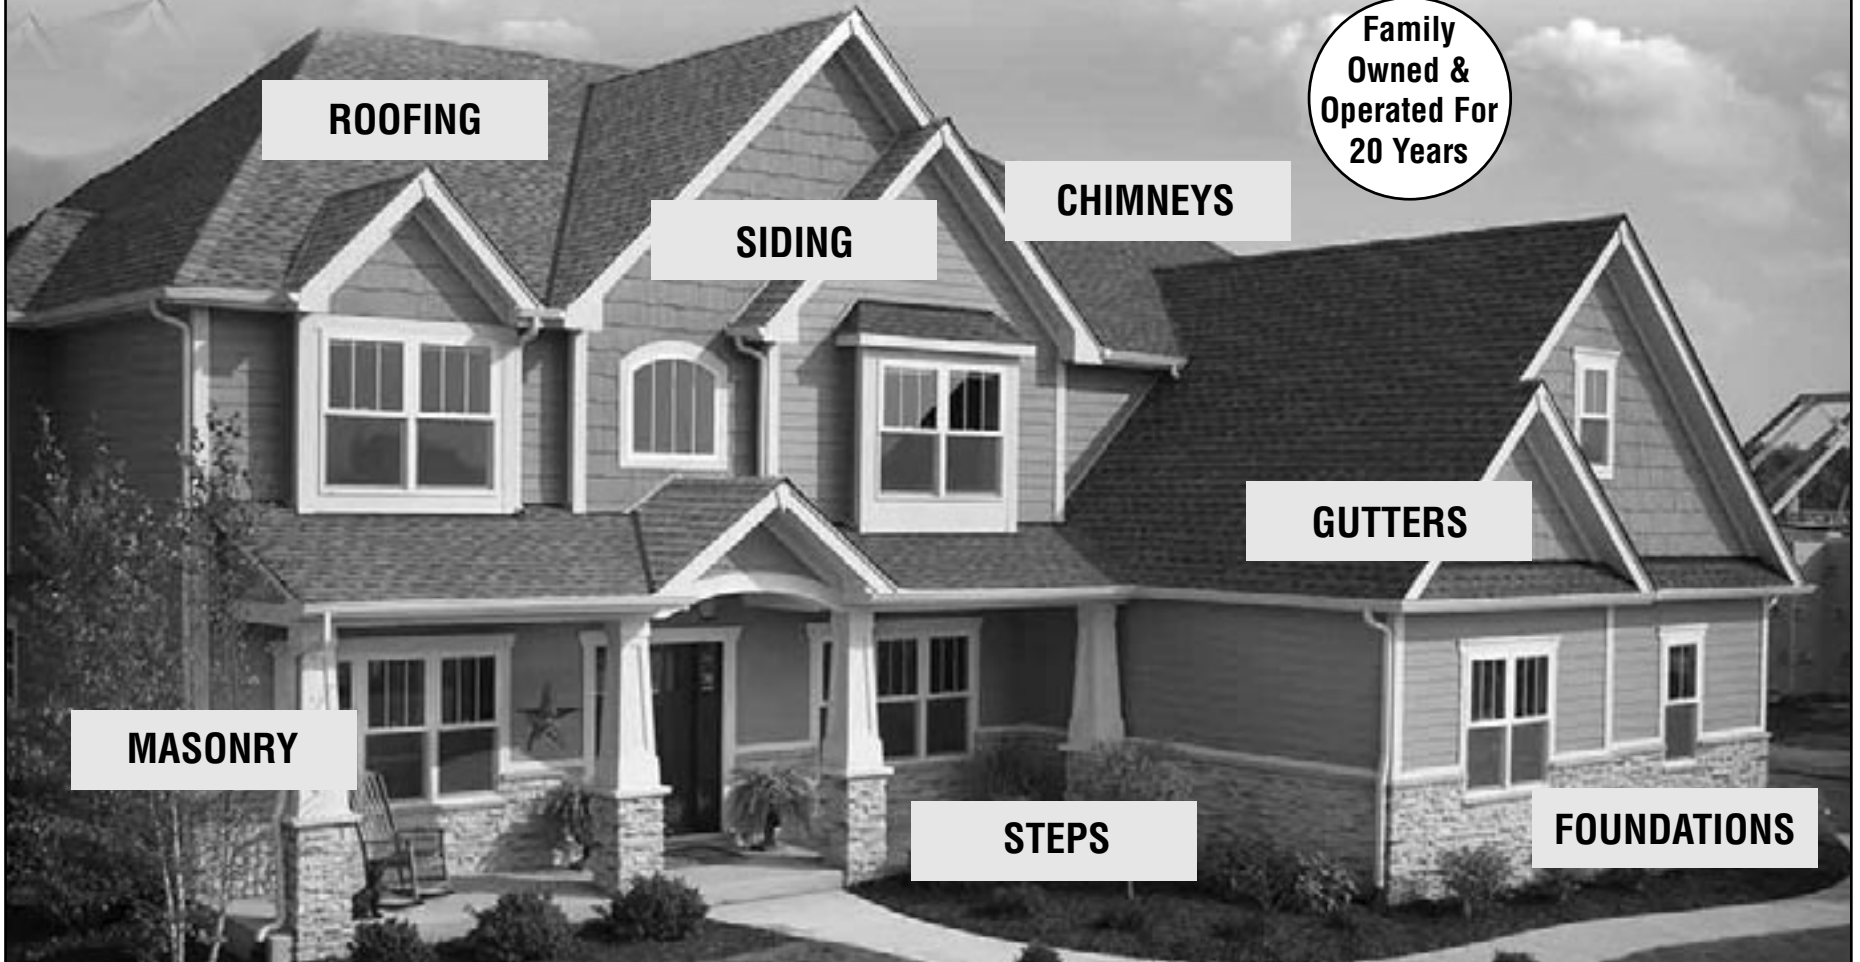 Family
Owned &
Operated For
20 Years
ROOFING
CHIMNEYS
SIDING
GUTTERS
MASONRY
STEPS
FOUNDATIONS